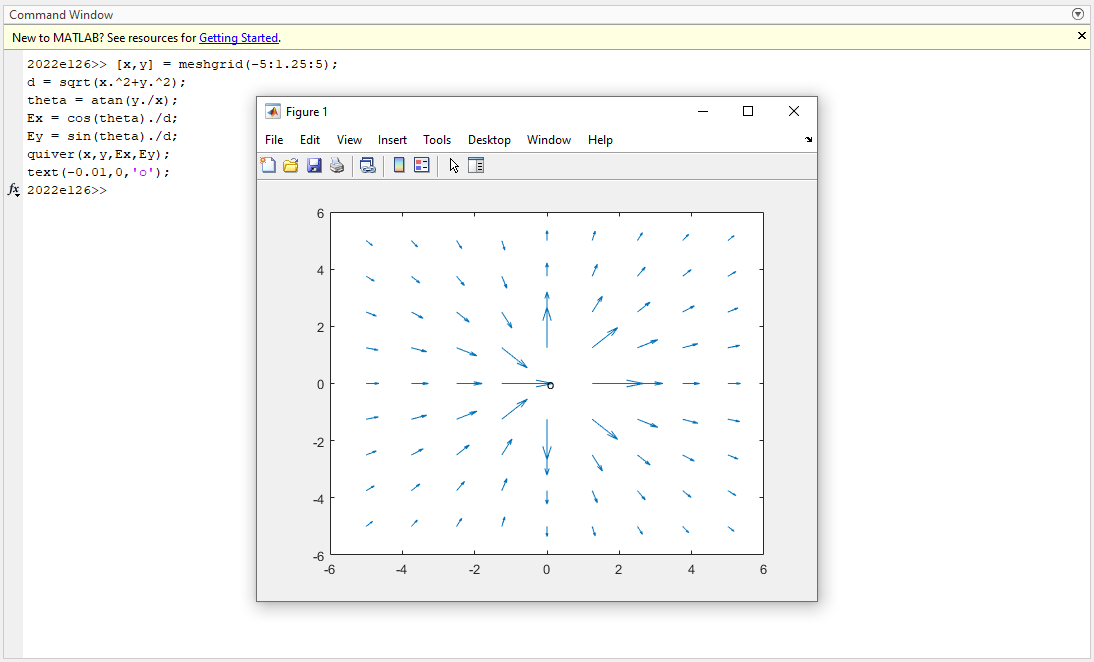 Command Window
New to MATLAB? See resources for Getting Started.
2022e126>> [x,y] = meshgrid(-5:1.25:5);
d = sqrt(x.^2+y.^2);
theta = atan(y./x);
Ex = cos(theta)./d;
Ey = sin(theta)./d;
quiver(x,y,Ex,Ey);
text(-0.01,0,'o');
fx 2022e126>>
Figure 1
File Edit View Insert Tools Desktop Window Help
6
4
2
0
-2
-4
-6
-6 -4 -2 0 2 4 6
o